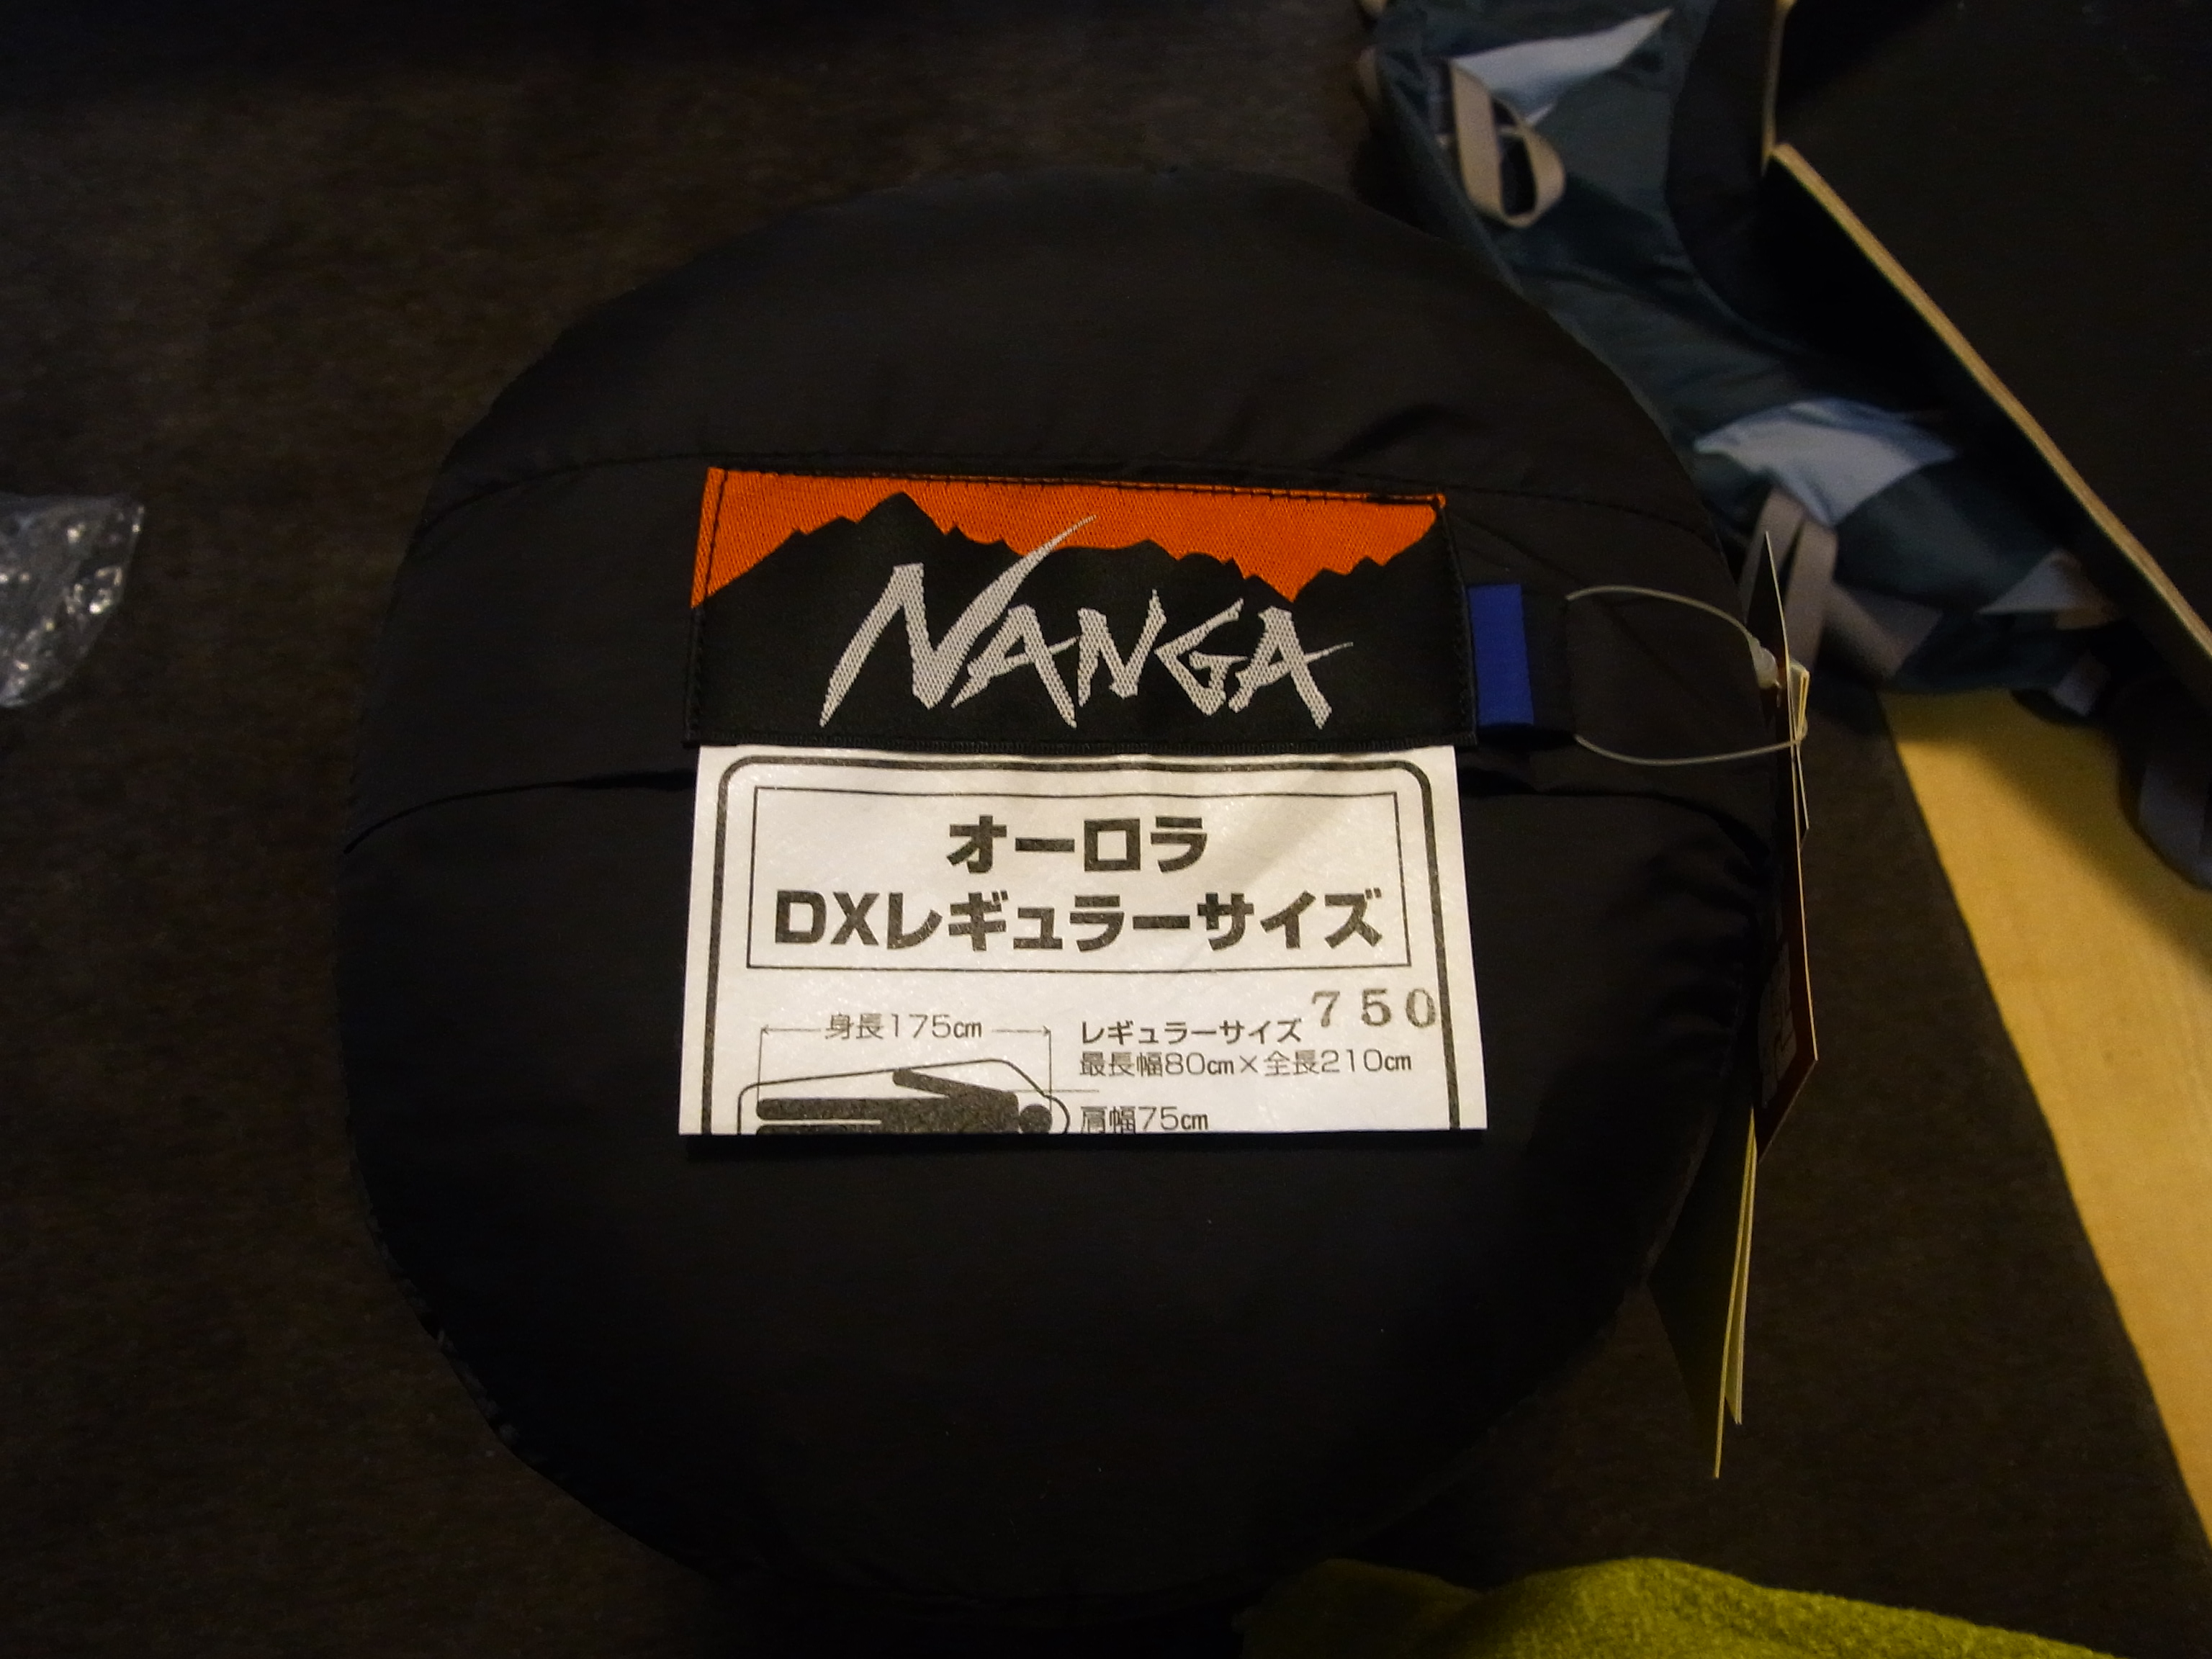 NANGA
オーロラ
DXレギュラーサイズ
750
身長175cm
レギュラーサイズ
最長幅80cm×全長210cm
肩幅75cm